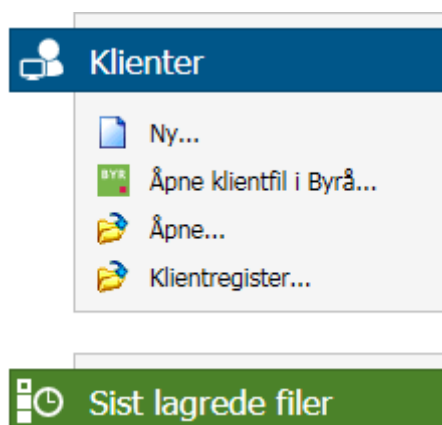 Klienter
Ny...
BYR
Åpne klientfil i Byrå...
Åpne...
Klientregister...
Sist lagrede filer